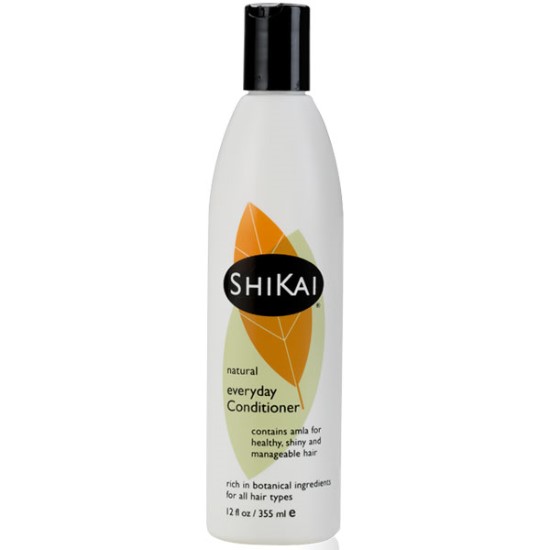 SHIKAI
®
natural
everyday
Conditioner
contains amla for
healthy, shiny and
manageable hair
rich in botanical ingredients
for all hair types
12 fl oz / 355 ml e